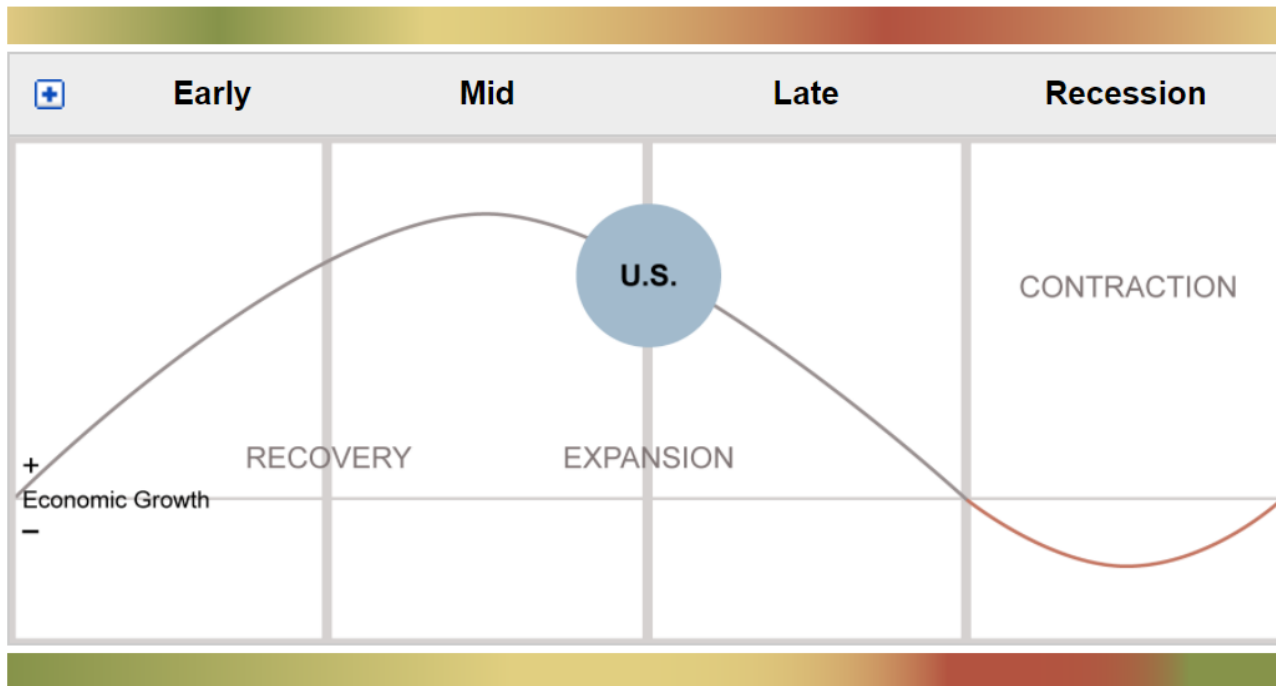 Early Mid Late Recession
U.S.
CONTRACTION
RECOVERY EXPANSION
+
Economic Growth
–